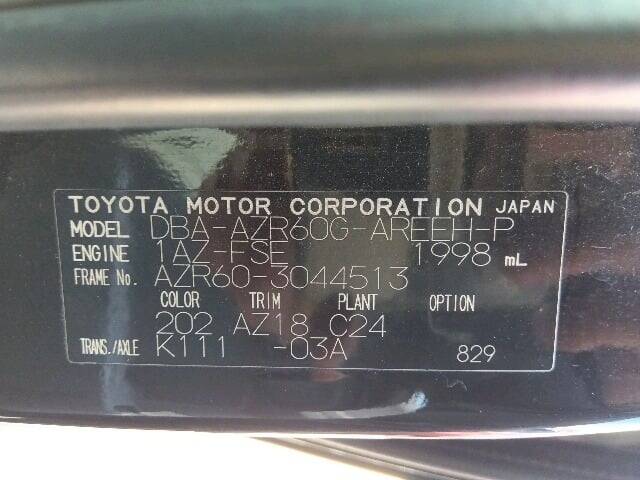 TOYOTA MOTOR CORPORATION JAPAN
MODEL DBA-AZR60G-AREEH-P
ENGINE 1AZ-FSE 1998 mL
FRAME No. AZR60-3044513
COLOR TRIM PLANT OPTION
202 AZ18 C24
TRANS./AXLE K111 -03A 829